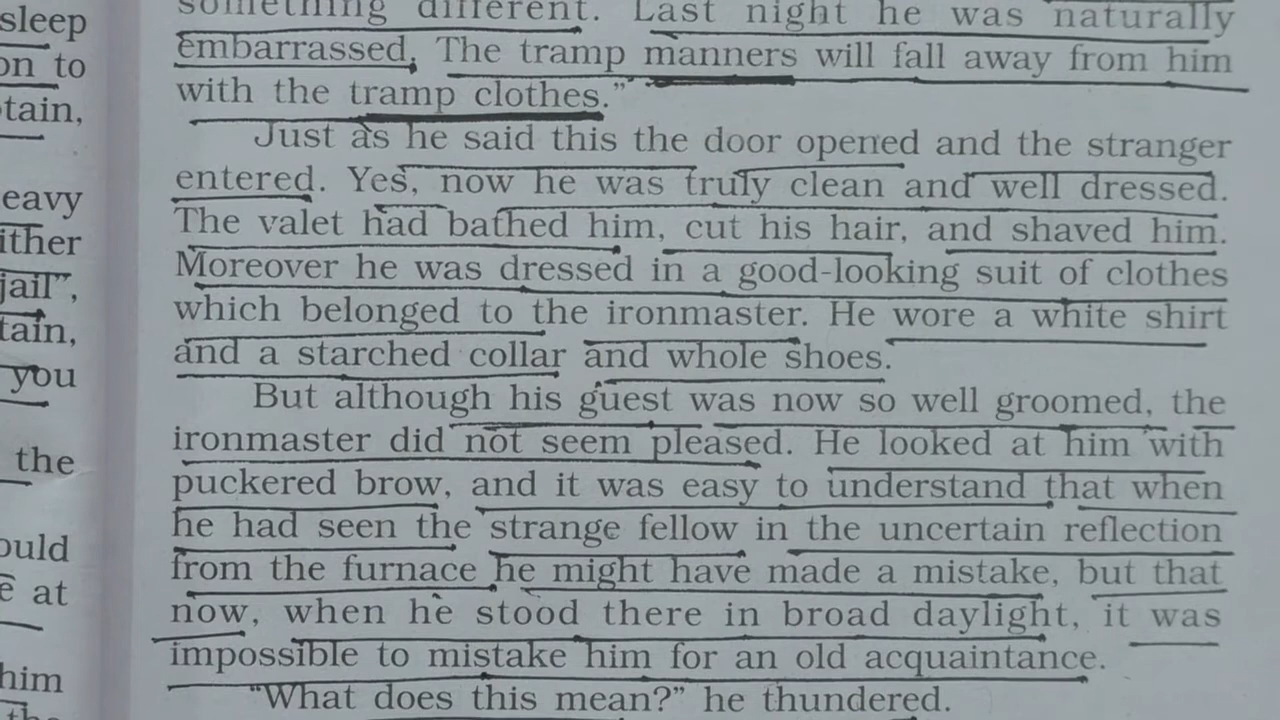 sleep
on to
tain,
eavy
ither
jail",
tain,
you
the
ould
e at
him
the
something different. Last night he was naturally
embarrassed. The tramp manners will fall away from him
with the tramp clothes."
Just as he said this the door opened and the stranger
entered. Yes, now he was truly clean and well dressed.
The valet had bathed him, cut his hair, and shaved him.
Moreover he was dressed in a good-looking suit of clothes
which belonged to the ironmaster. He wore a white shirt
and a starched collar and whole shoes.
But although his guest was now so well groomed, the
ironmaster did not seem pleased. He looked at him with
puckered brow, and it was easy to understand that when
he had seen the strange fellow in the uncertain reflection
from the furnace he might have made a mistake, but that
now, when he stood there in broad daylight, it was
impossible to mistake him for an old acquaintance.
"What does this mean?" he thundered.